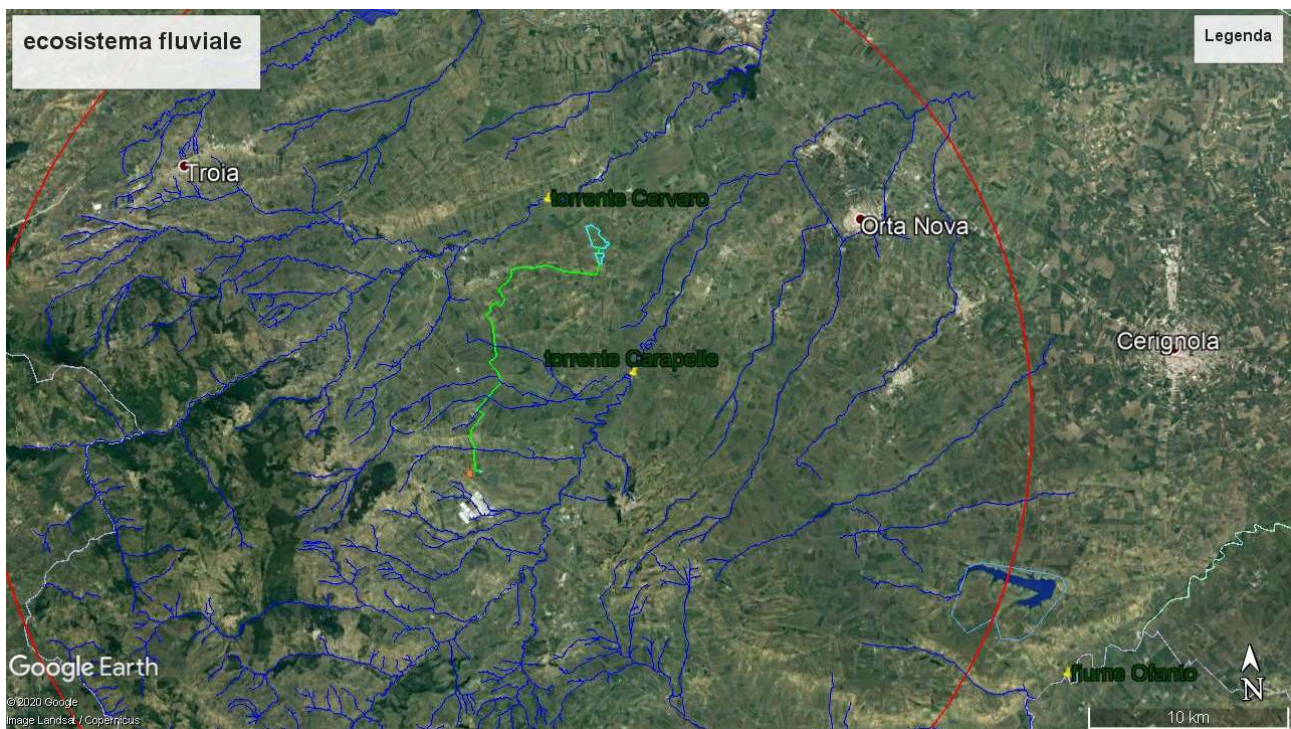 ecosistema fluviale
Legenda
Troia
torrente Cervaro
Orta Nova
Cerignola
torrente Carapelle
Google Earth
fiume Ofanto
N
© 2020 Google
Image Landsat / Copernicus
10 km